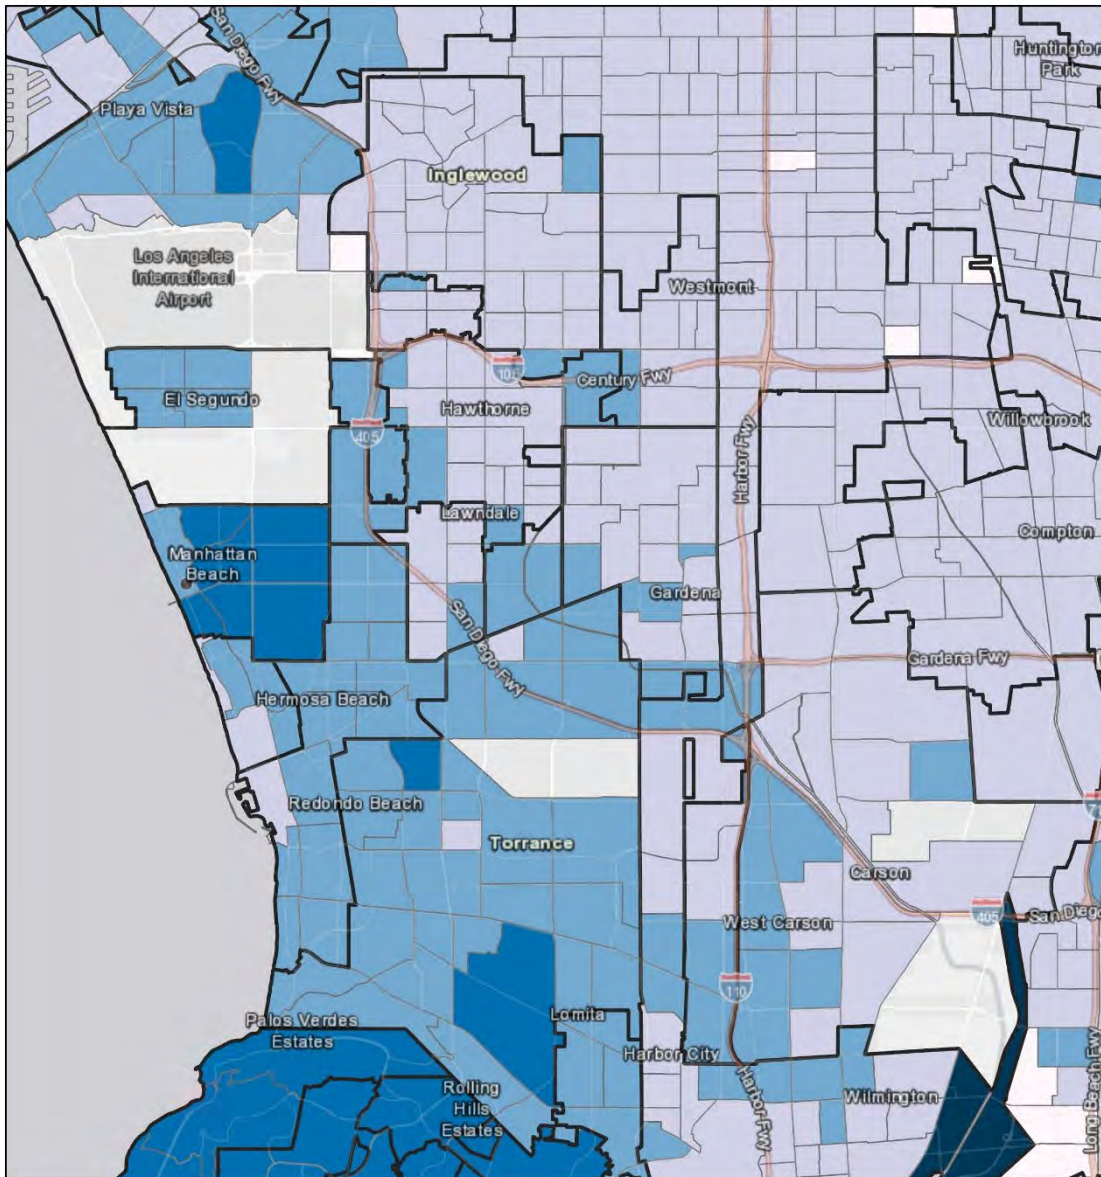 San Diego Fwy
Huntington
Park
Playa Vista
Inglewood
Los Angeles
International
Airport
Westmont
El Segundo
Century Fwy
Hawthorne
405
Harbor Fwy
Willowbrook
Lawndale
Compton
Manhattan
Beach
Gardena
San Diego Fwy
Gardena Fwy
Hermosa Beach
Redondo Beach
Torrance
Carson
West Carson
405
San Diego
110
Lomita
Palos Verdes
Estates
Harbor City
Rolling
Hills
Estates
Harbor Fwy
Wilmington
Long Beach Fwy